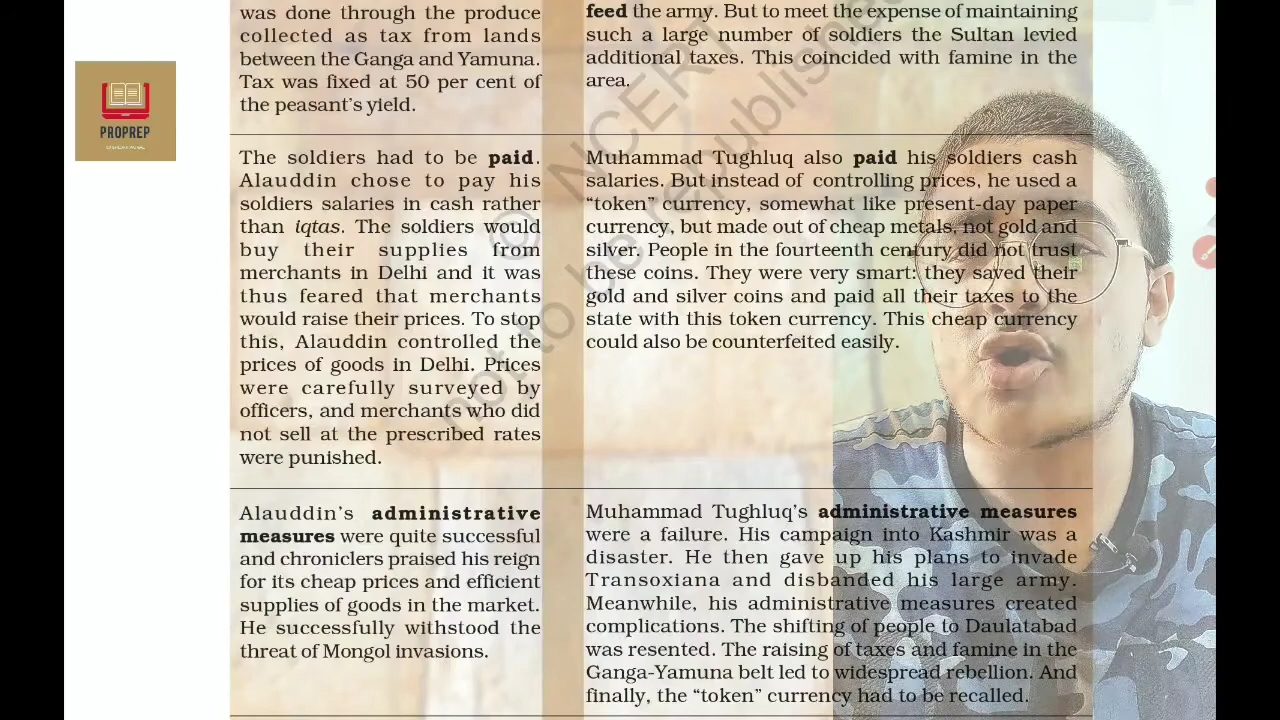 was done through the produce
collected as tax from lands
between the Ganga and Yamuna.
Tax was fixed at 50 per cent of
the peasant's yield.
feed the army. But to meet the expense of maintaining
such a large number of soldiers the Sultan levied
additional taxes. This coincided with famine in the
area.
PROPREP
The soldiers had to be paid.
Alauddin chose to pay his
soldiers salaries in cash rather
than iqtas. The soldiers would
buy their supplies from
merchants in Delhi and it was
thus feared that merchants
would raise their prices. To stop
this, Alauddin controlled the
prices of goods in Delhi. Prices
were carefully surveyed by
officers, and merchants who did
not sell at the prescribed rates
were punished.
Muhammad Tughluq also paid his soldiers cash
salaries. But instead of controlling prices, he used a
“token” currency, somewhat like present-day paper
currency, but made out of cheap metals, not gold and
silver. People in the fourteenth century did not trust
these coins. They were very smart: they saved their
gold and silver coins and paid all their taxes to the
state with this token currency. This cheap currency
could also be counterfeited easily.
Alauddin's administrative
measures were quite successful
and chroniclers praised his reign
for its cheap prices and efficient
supplies of goods in the market.
He successfully withstood the
threat of Mongol invasions.
Muhammad Tughluq's administrative measures
were a failure. His campaign into Kashmir was a
disaster. He then gave up his plans to invade
Transoxiana and disbanded his large army.
Meanwhile, his administrative measures created
complications. The shifting of people to Daulatabad
was resented. The raising of taxes and famine in the
Ganga-Yamuna belt led to widespread rebellion. And
finally, the “token” currency had to be recalled.
© NCERT
not to be republished